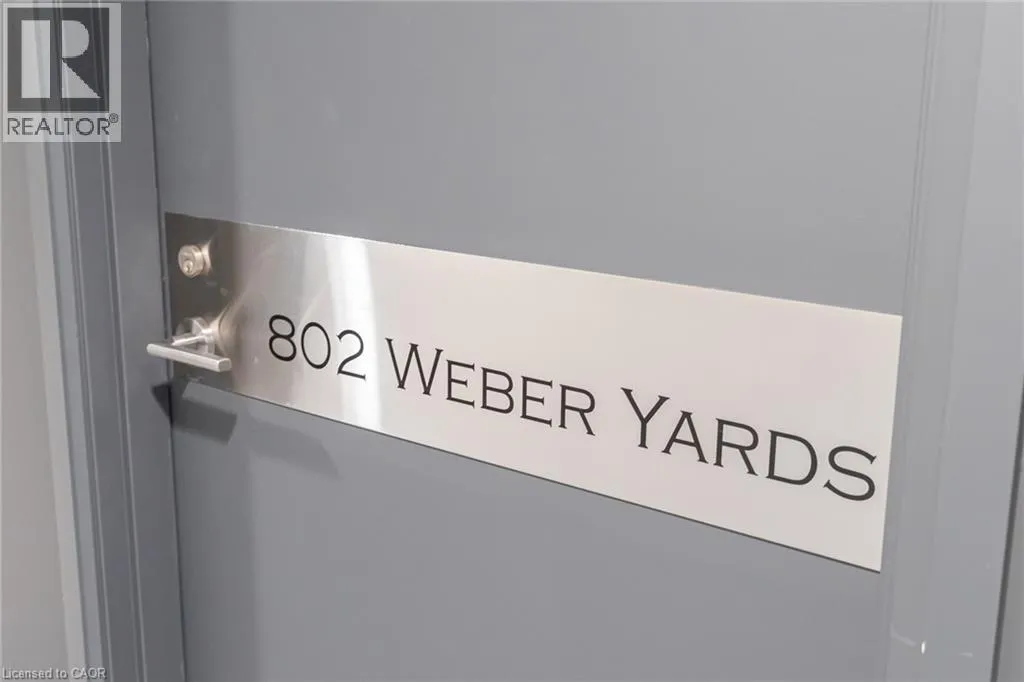 R
REALTOR®
802 WEBER YARDS
Licensed to CAOR